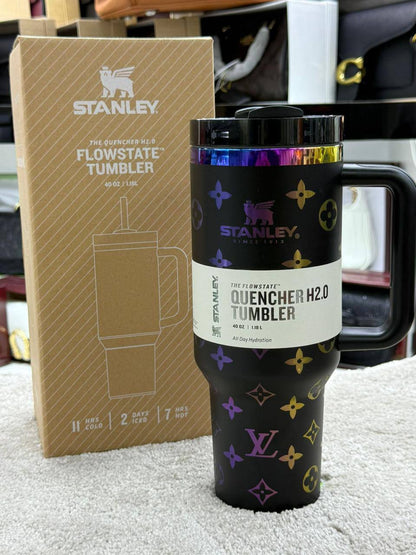 STANLEY
THE QUENCHER H2.0
FLOWSTATE™
TUMBLER
40 OZ | 1.18L
11 HRS COLD
2 DAYS ICED
7 HRS HOT
STANLEY®
SINCE 1913
STANLEY
THE FLOWSTATE™
QUENCHER H2.0
TUMBLER
40 OZ | 1.18 L
All Day Hydration
LV